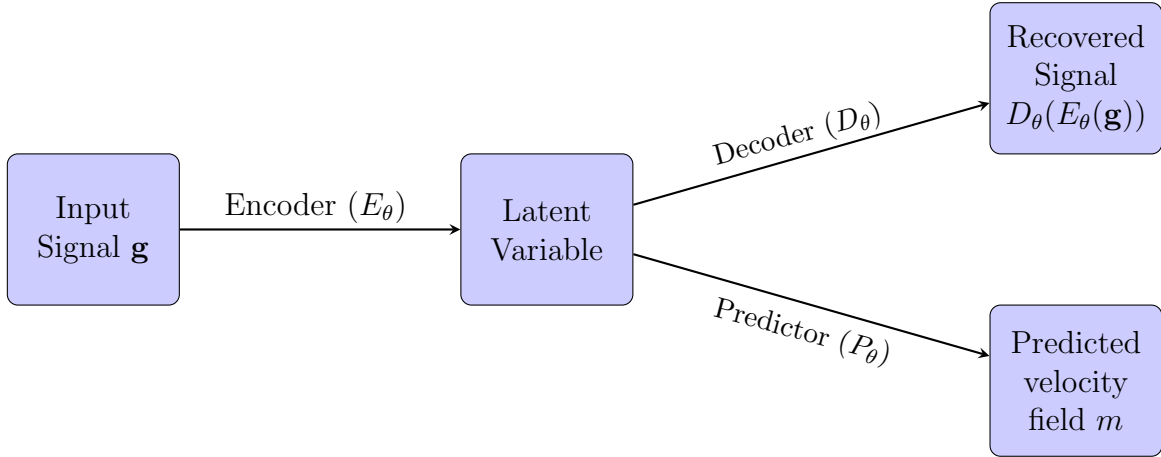 Input
Signal g
Encoder (E_θ)
Latent
Variable
Decoder (D_θ)
Recovered
Signal
D_θ(E_θ(g))
Predictor (P_θ)
Predicted
velocity
field m